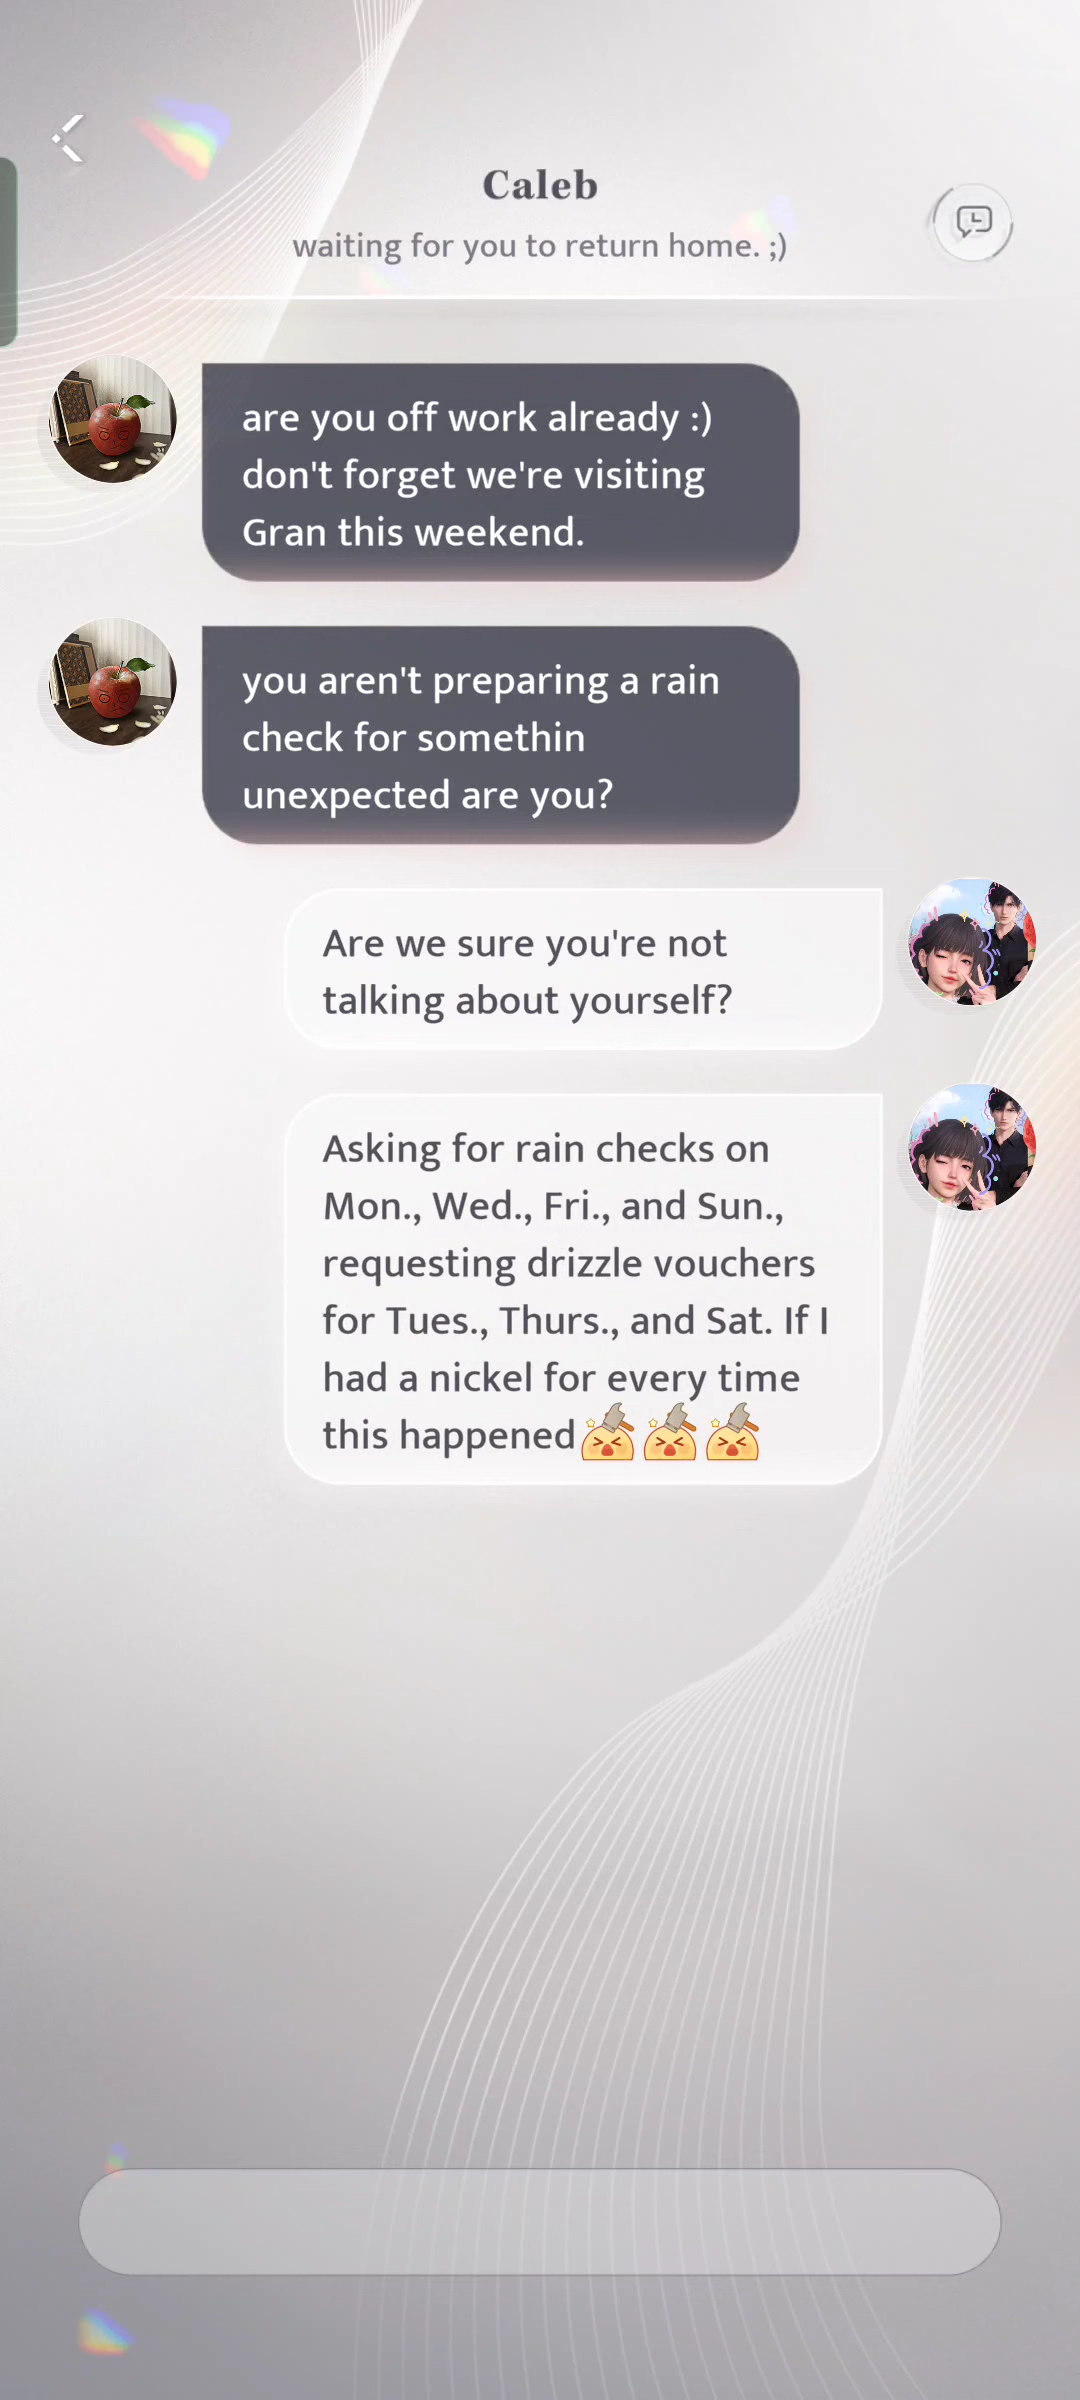 Caleb
waiting for you to return home. ;)
are you off work already :)
don't forget we're visiting
Gran this weekend.
you aren't preparing a rain
check for somethin
unexpected are you?
Are we sure you're not
talking about yourself?
Asking for rain checks on
Mon., Wed., Fri., and Sun.,
requesting drizzle vouchers
for Tues., Thurs., and Sat. If I
had a nickel for every time
this happened